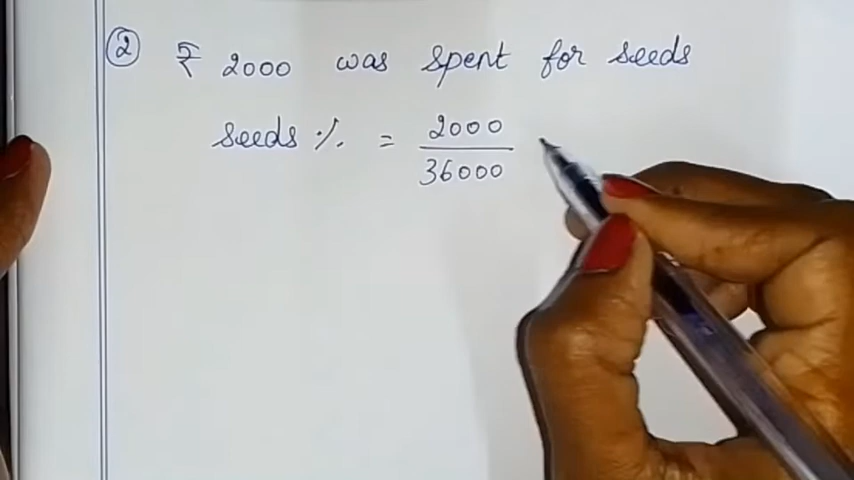 ② ₹ 2000 was spent for seeds
seeds % = 2000/36000